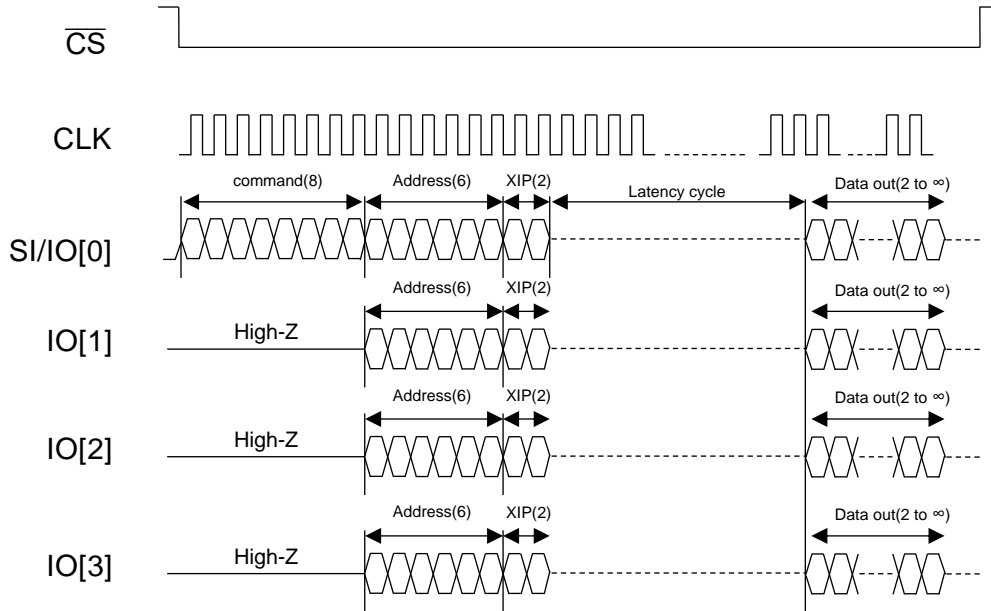 CS
CLK
command(8) Address(6) XIP(2) Latency cycle Data out(2 to ∞)
SI/IO[0]
Address(6) XIP(2) Data out(2 to ∞)
IO[1] High-Z
Address(6) XIP(2) Data out(2 to ∞)
IO[2] High-Z
Address(6) XIP(2) Data out(2 to ∞)
IO[3] High-Z